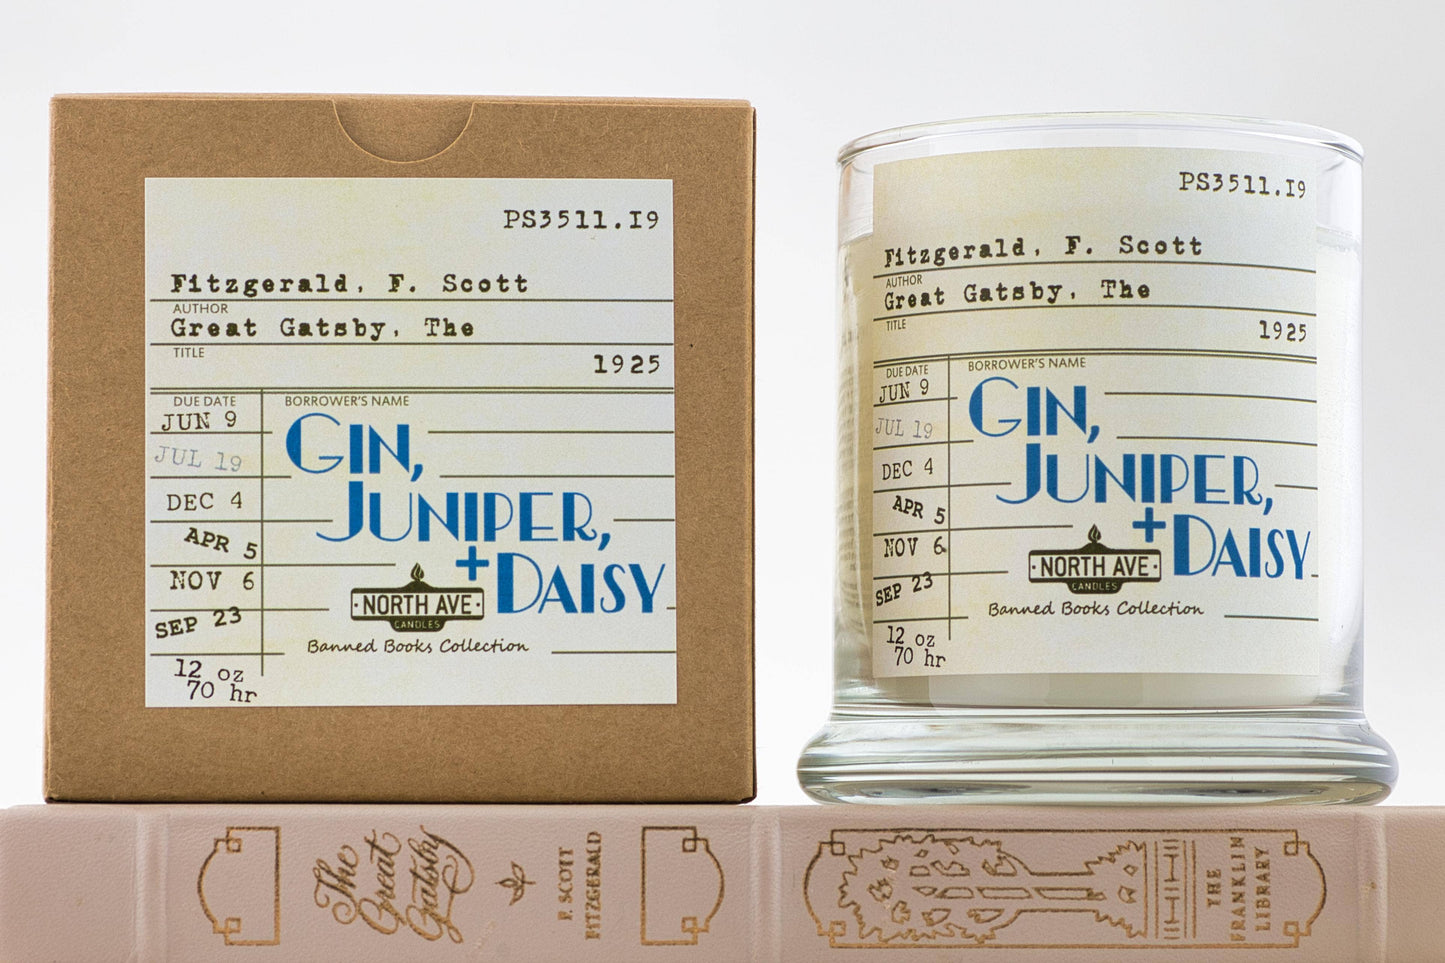 PS3511.I9
Fitzgerald, F. Scott
AUTHOR
Great Gatsby, The
TITLE
1925
DUE DATE
BORROWER'S NAME
JUN 9
JUL 19
DEC 4
APR 5
NOV 6
SEP 23
12 oz
70 hr
GIN,
JUNIPER,
+DAISY
NORTH AVE
CANDLES
Banned Books Collection
PS3511.I9
Fitzgerald, F. Scott
AUTHOR
Great Gatsby, The
TITLE
1925
DUE DATE
BORROWER'S NAME
JUN 9
JUL 19
DEC 4
APR 5
NOV 6
SEP 23
12 oz
70 hr
GIN,
JUNIPER,
+DAISY
NORTH AVE
CANDLES
Banned Books Collection
The
Great
Gatsby
F. SCOTT
FITZGERALD
THE
FRANKLIN
LIBRARY